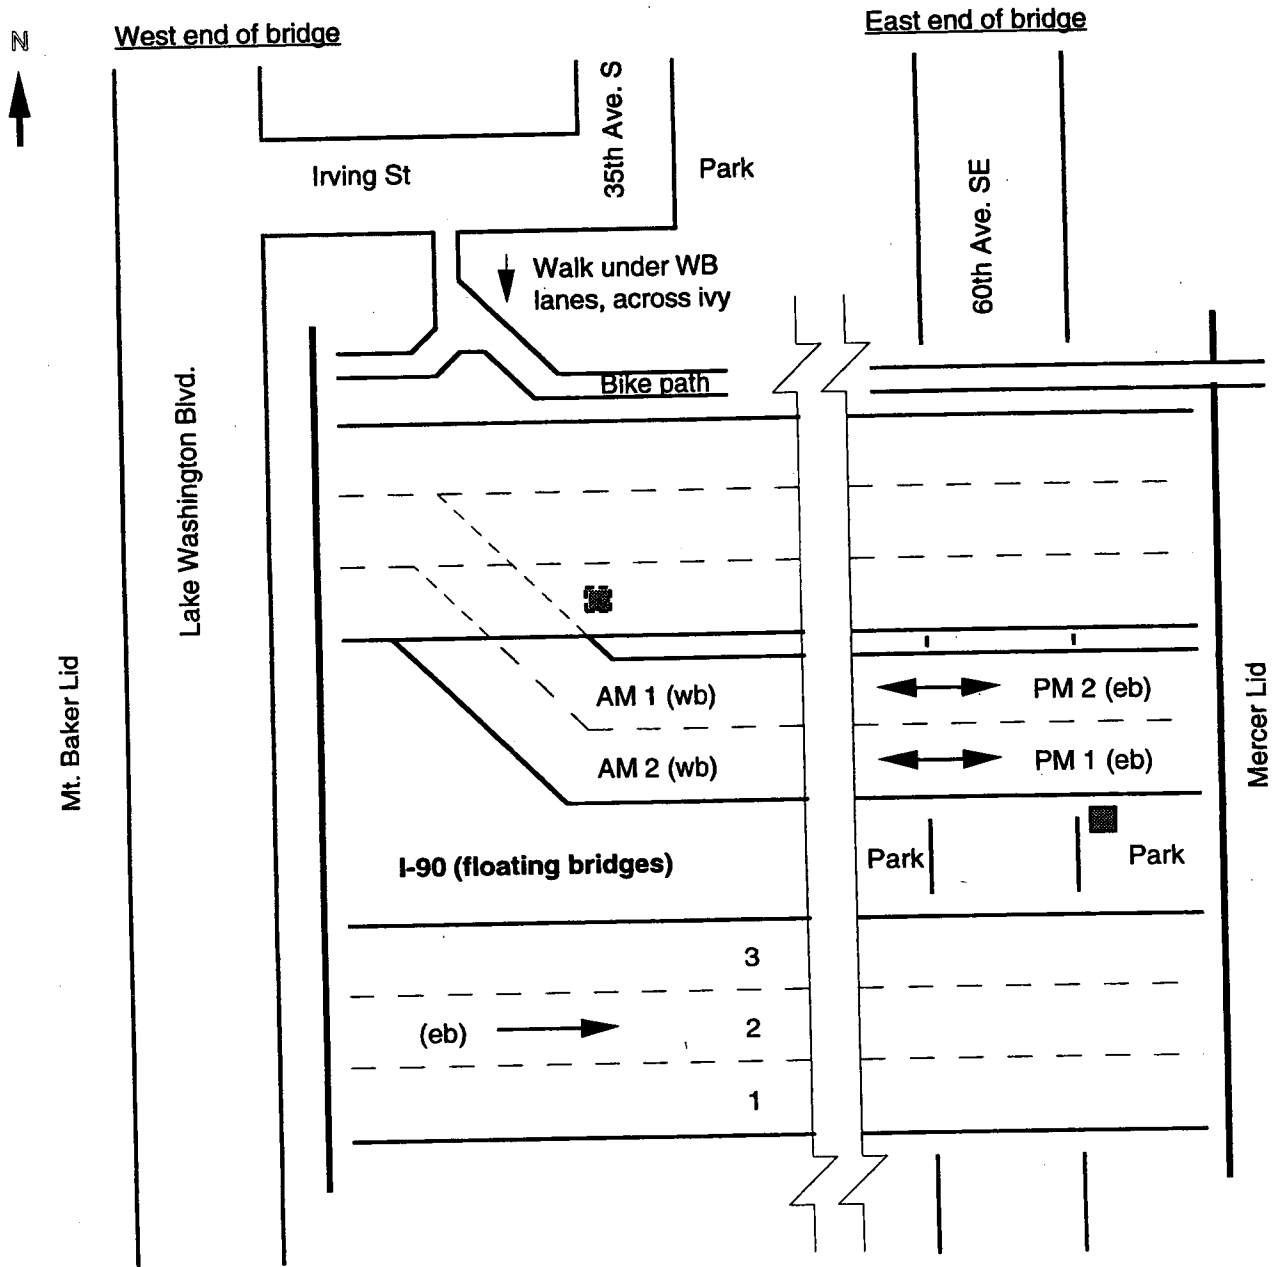 West end of bridge
East end of bridge
N
35th Ave. S
Irving St
Park
60th Ave. SE
Walk under WB
lanes, across ivy
Bike path
Lake Washington Blvd.
Mt. Baker Lid
AM 1 (wb)
PM 2 (eb)
AM 2 (wb)
PM 1 (eb)
Mercer Lid
I-90 (floating bridges)
Park
Park
3
(eb)
2
1